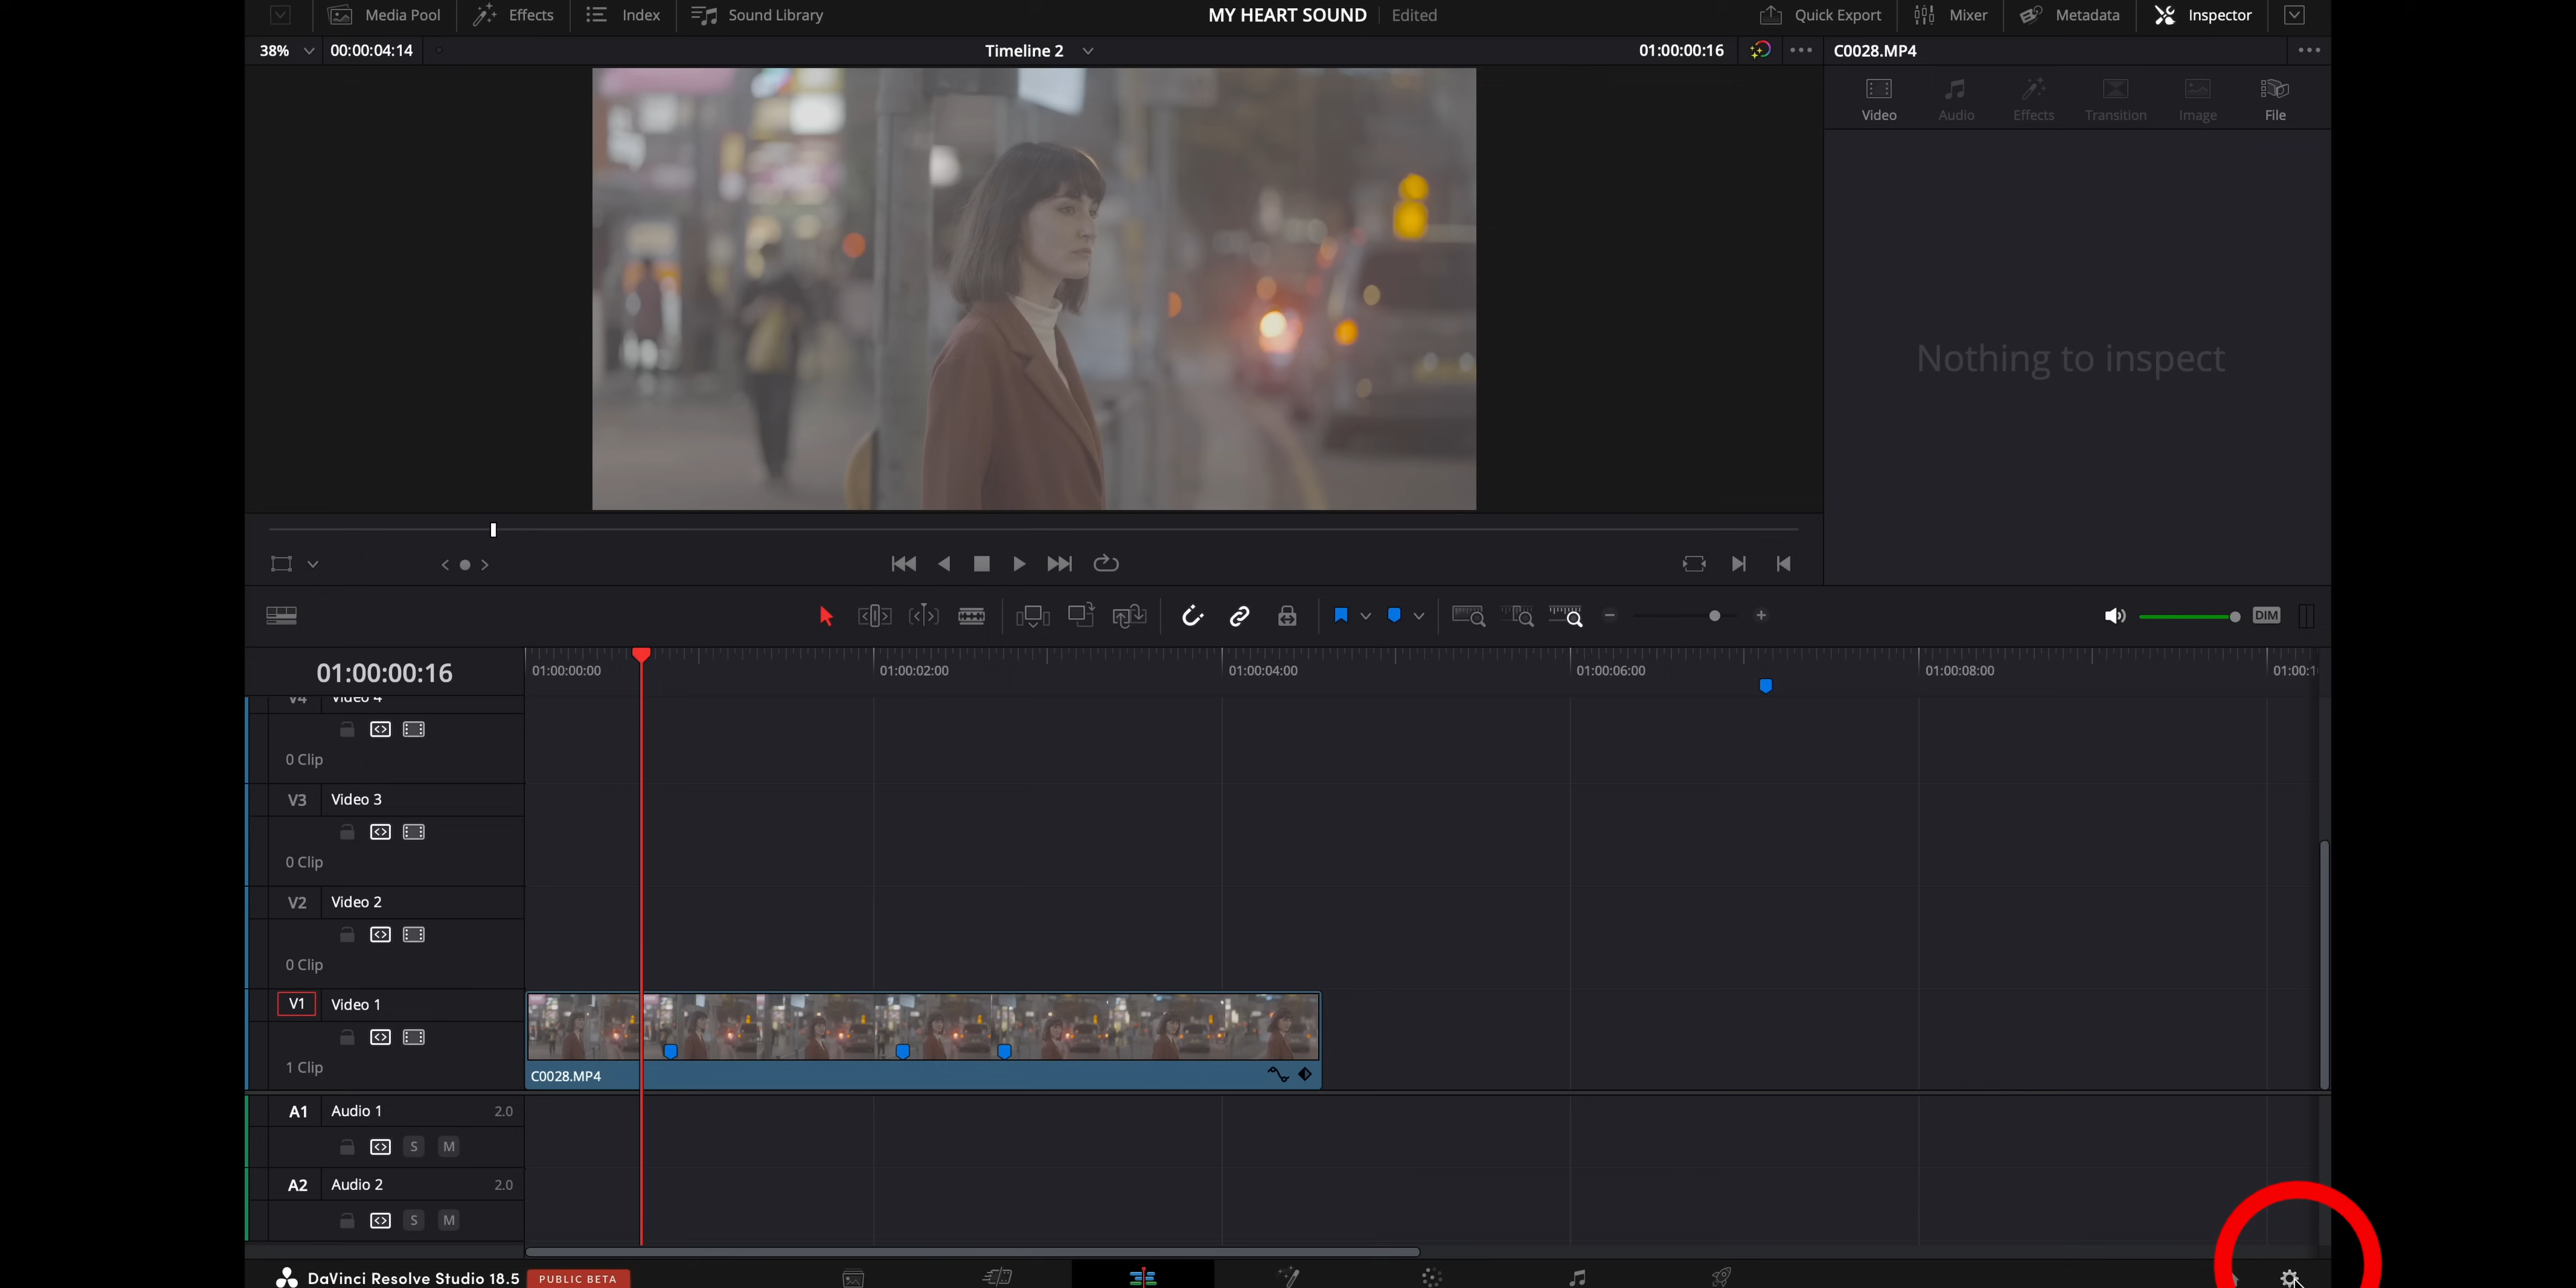 Media Pool Effects Index Sound Library MY HEART SOUND Edited Quick Export Mixer Metadata Inspector
38% 00:00:04:14 Timeline 2 01:00:00:16 C0028.MP4
Video Audio Effects Transition Image File
Nothing to inspect
DIM
01:00:00:16 01:00:00:00 01:00:02:00 01:00:04:00 01:00:06:00 01:00:08:00
V4 Video 4
0 Clip
V3 Video 3
0 Clip
V2 Video 2
0 Clip
V1 Video 1
1 Clip
C0028.MP4
A1 Audio 1 2.0
S M
A2 Audio 2 2.0
S M
DaVinci Resolve Studio 18.5 PUBLIC BETA